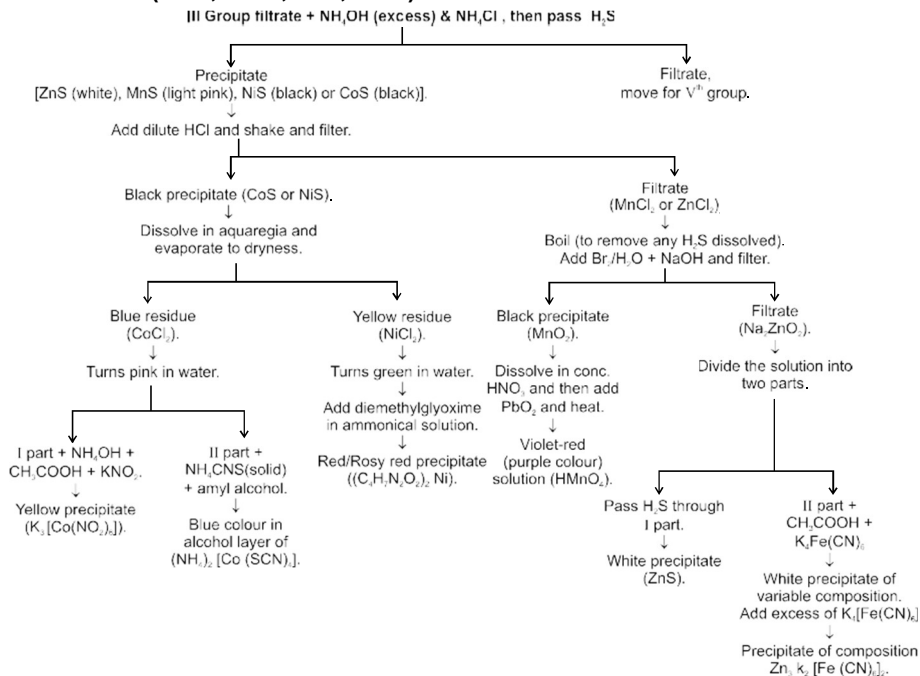 III Group filtrate + NH₄OH (excess) & NH₄Cl , then pass H₂S
Precipitate
[ZnS (white), MnS (light pink), NiS (black) or CoS (black)].
Filtrate,
move for Vᵗʰ group.
Add dilute HCl and shake and filter.
Black precipitate (CoS or NiS).
Dissolve in aquaregia and
evaporate to dryness.
Filtrate
(MnCl₂ or ZnCl₂)
Boil (to remove any H₂S dissolved).
Add Br₂/H₂O + NaOH and filter.
Blue residue
(CoCl₂).
Turns pink in water.
Yellow residue
(NiCl₂).
Turns green in water.
Add diemethylglyoxime
in ammonical solution.
Red/Rosy red precipitate
((C₄H₇N₂O₂)₂ Ni).
Black precipitate
(MnO₂).
Dissolve in conc.
HNO₃ and then add
PbO₂ and heat.
Violet-red
(purple colour)
solution (HMnO₄).
Filtrate
(Na₂ZnO₂).
Divide the solution into
two parts.
I part + NH₄OH +
CH₃COOH + KNO₂.
Yellow precipitate
(K₃[Co(NO₂)₆]).
II part +
NH₄CNS(solid)
+ amyl alcohol.
Blue colour in
alcohol layer of
(NH₄)₂ [Co (SCN)₄].
Pass H₂S through
I part.
White precipitate
(ZnS).
II part +
CH₃COOH +
K₄Fe(CN)₆
White precipitate of
variable composition.
Add excess of K₄[Fe(CN)₆]
Precipitate of composition
Zn₃ k₂ [Fe (CN)₆]₂.